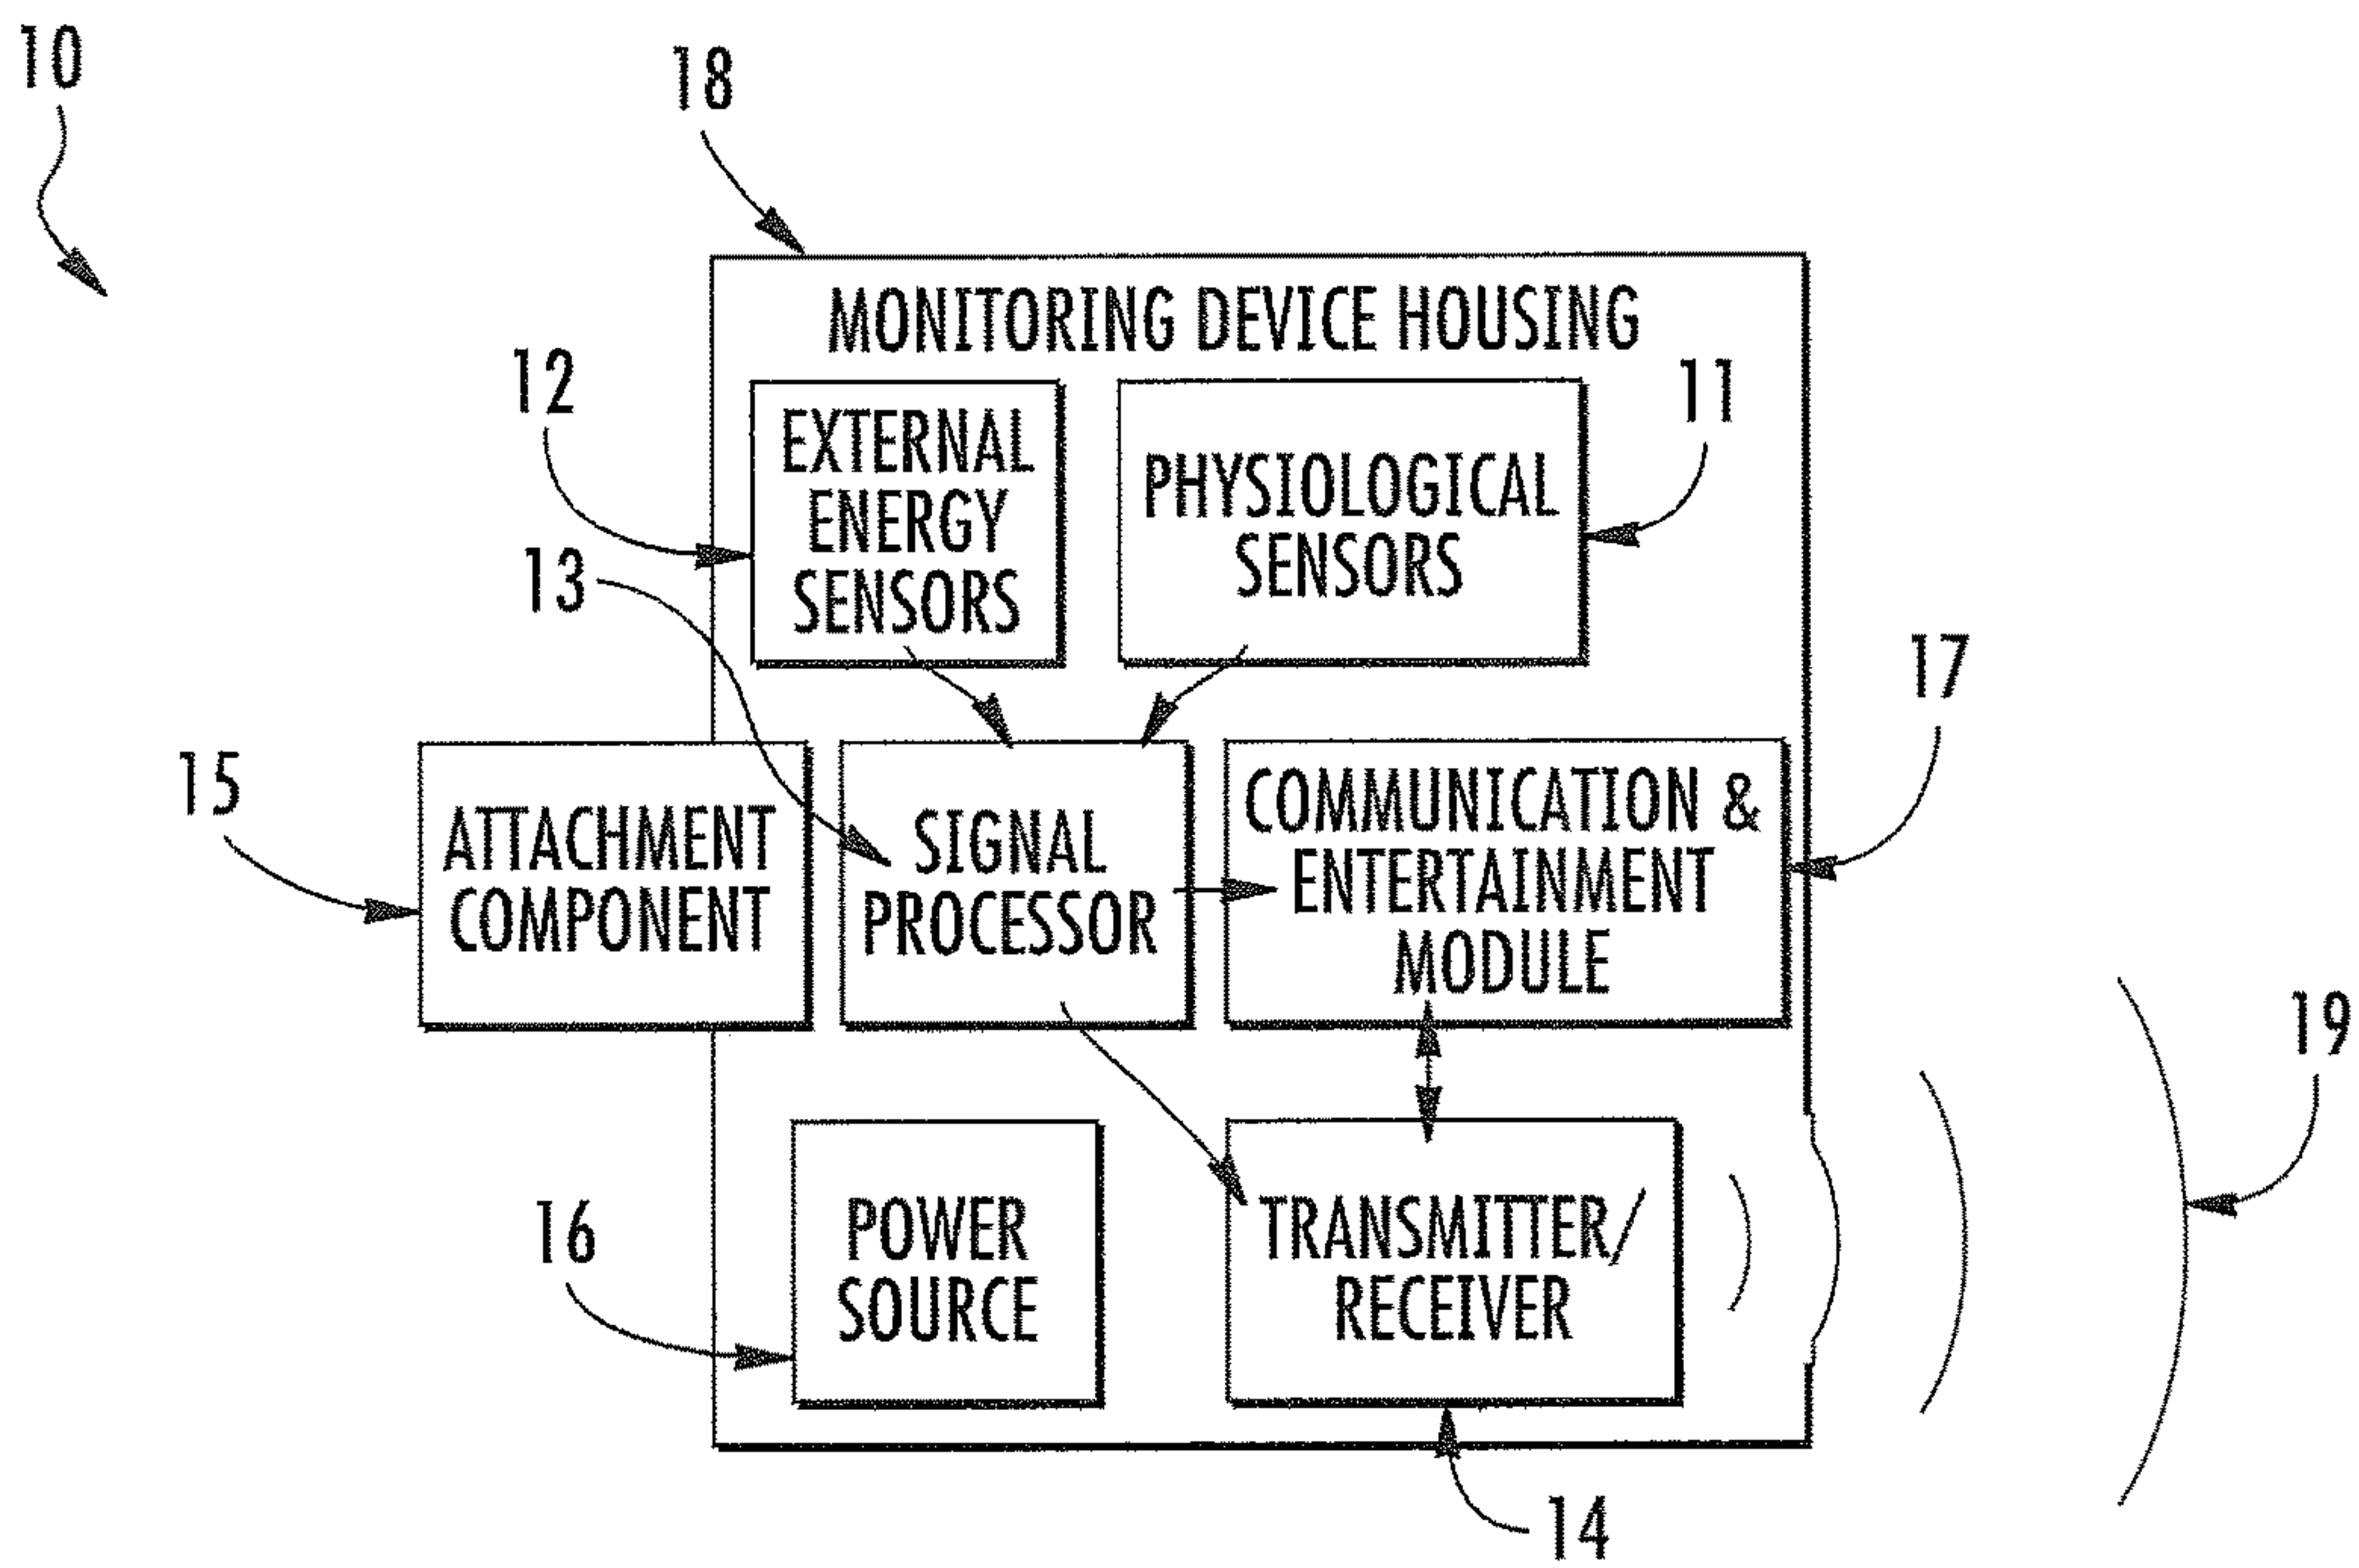 10
18
MONITORING DEVICE HOUSING
12
EXTERNAL
ENERGY
SENSORS
11
PHYSIOLOGICAL
SENSORS
13
17
15
ATTACHMENT
COMPONENT
SIGNAL
PROCESSOR
COMMUNICATION &
ENTERTAINMENT
MODULE
19
16
POWER
SOURCE
TRANSMITTER/
RECEIVER
14